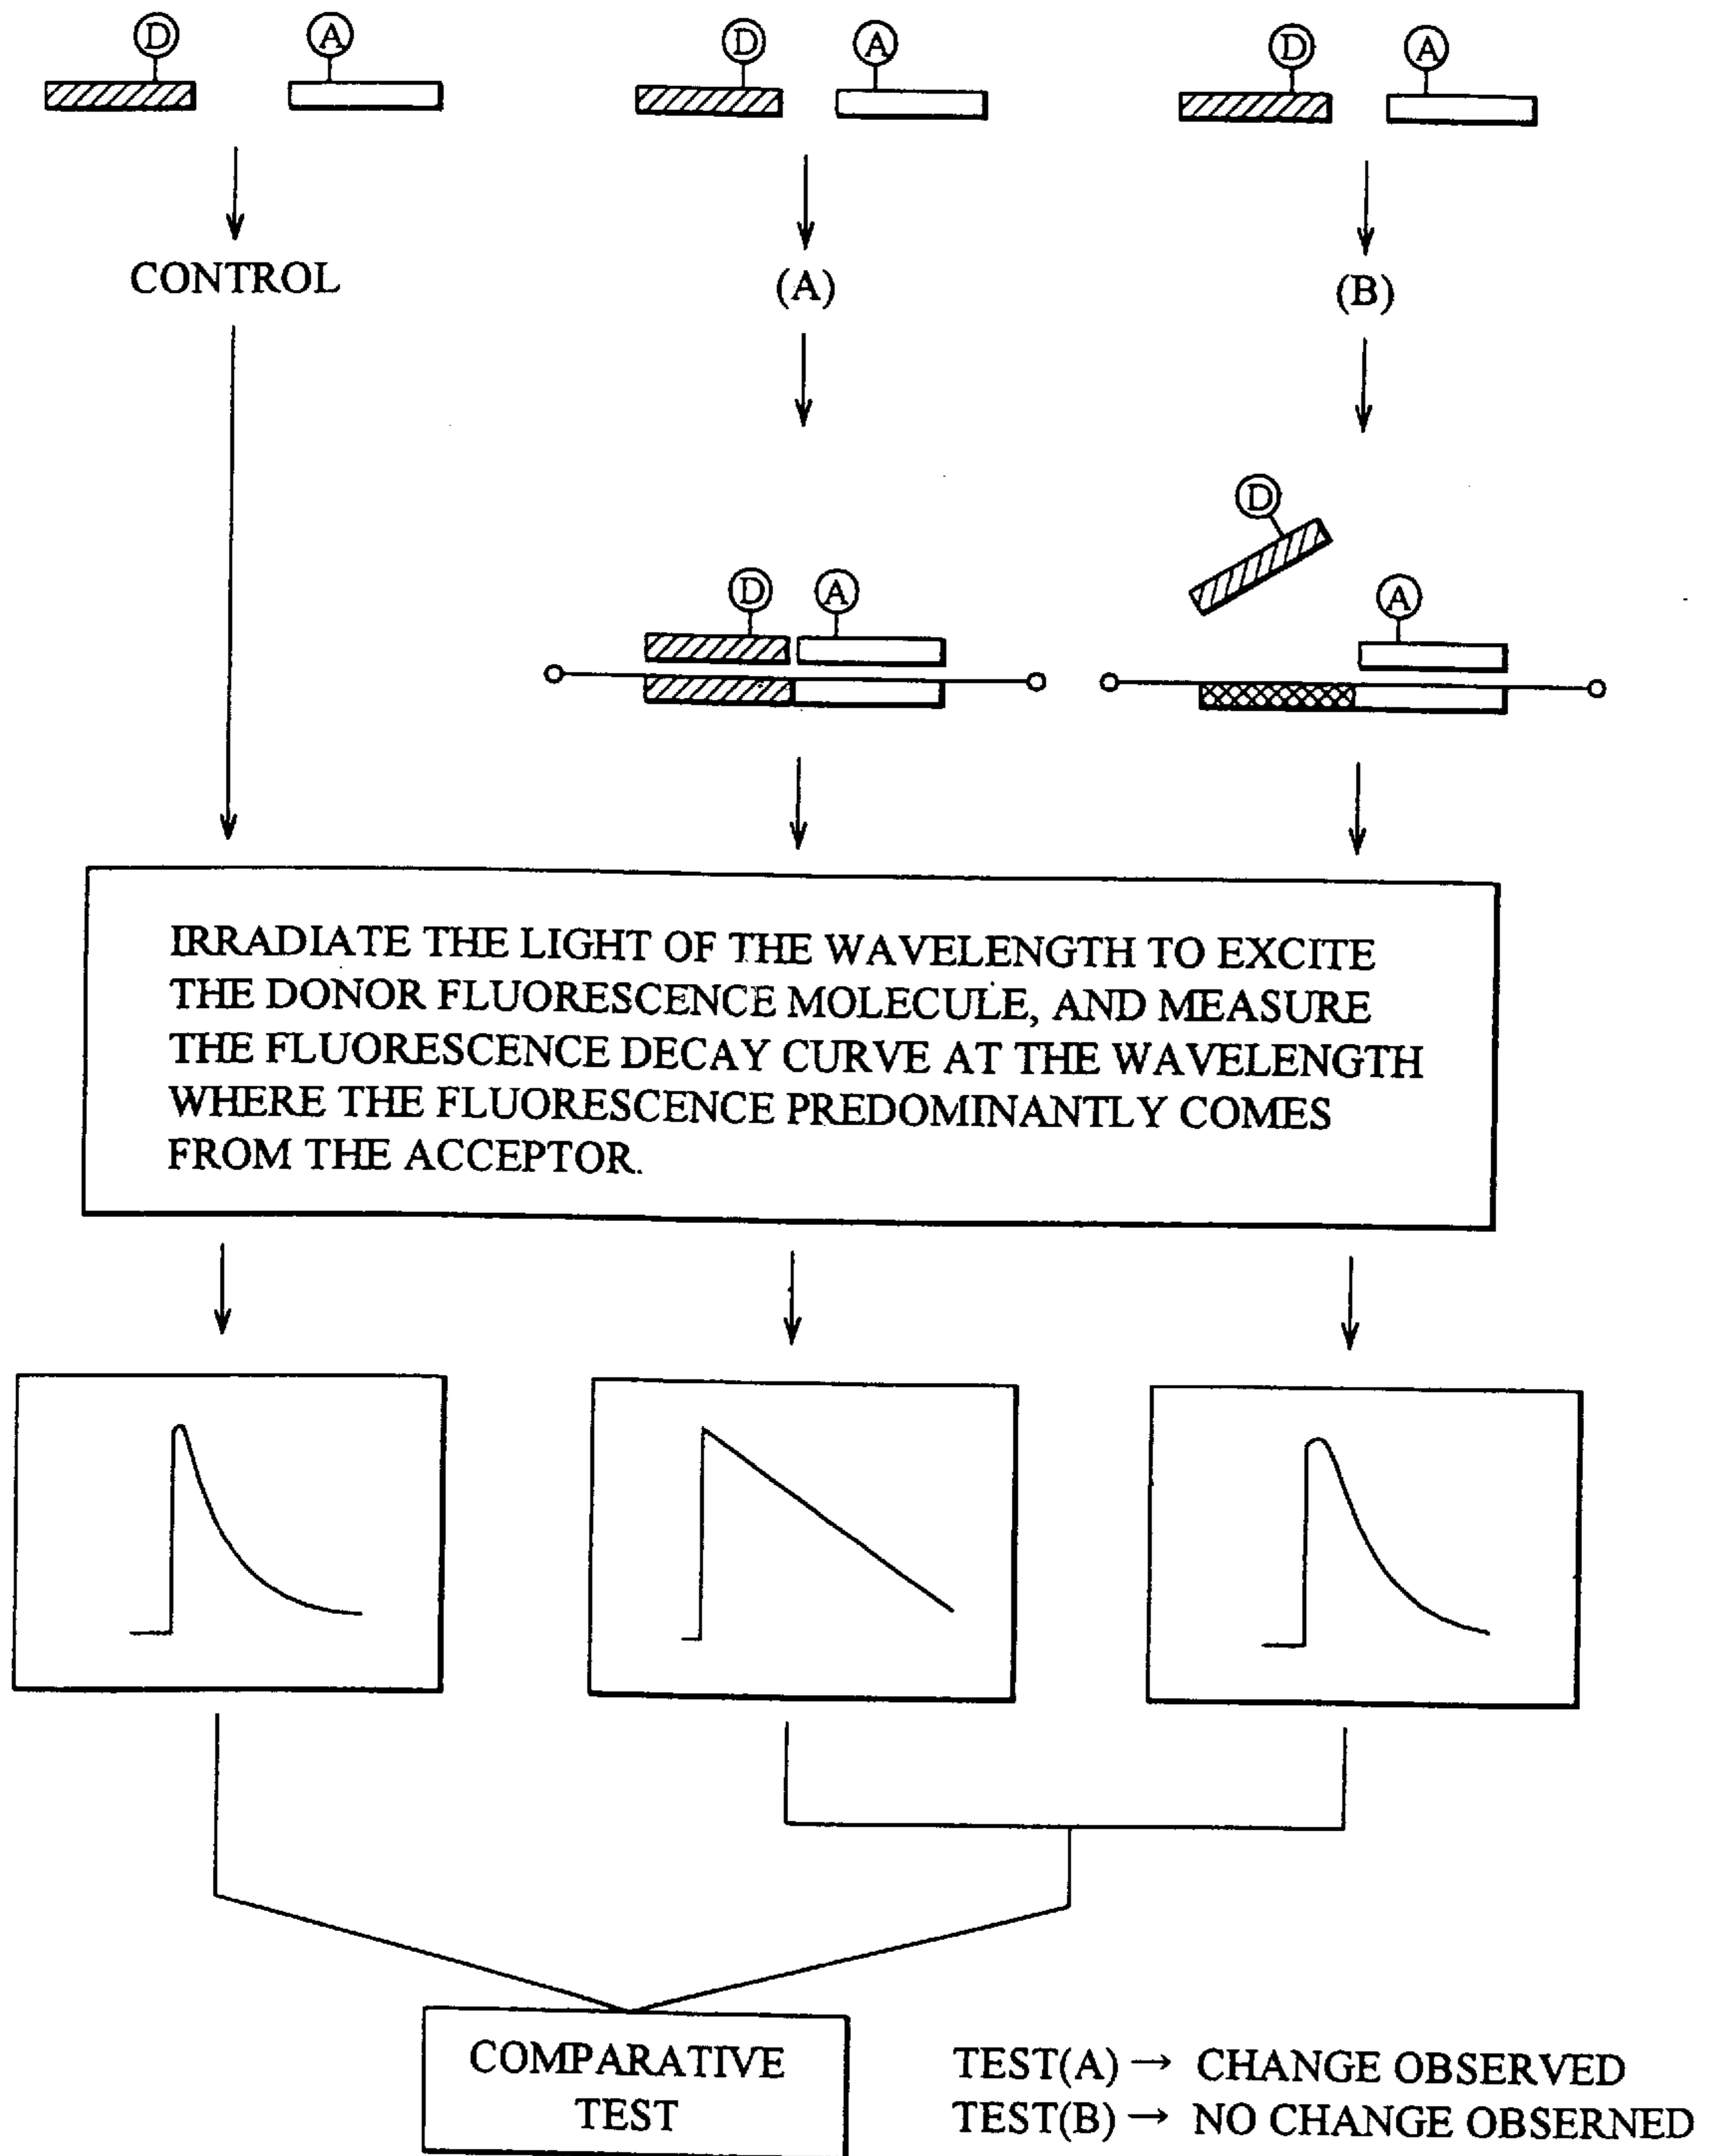 D A D A D A
CONTROL (A) (B)
D
D A A
IRRADIATE THE LIGHT OF THE WAVELENGTH TO EXCITE
THE DONOR FLUORESCENCE MOLECULE, AND MEASURE
THE FLUORESCENCE DECAY CURVE AT THE WAVELENGTH
WHERE THE FLUORESCENCE PREDOMINANTLY COMES
FROM THE ACCEPTOR.
COMPARATIVE
TEST
TEST(A) → CHANGE OBSERVED
TEST(B) → NO CHANGE OBSERNED